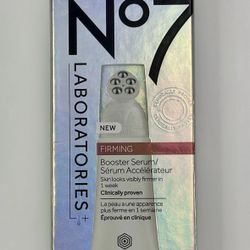 No7
LABORATORIES+
NEW
FIRMING
Booster Serum/
Sérum Accélérateur
Skin looks visibly firmer in
1 week
Clinically proven
La peau a une apparence
plus ferme en 1 semaine
Éprouvé en clinique